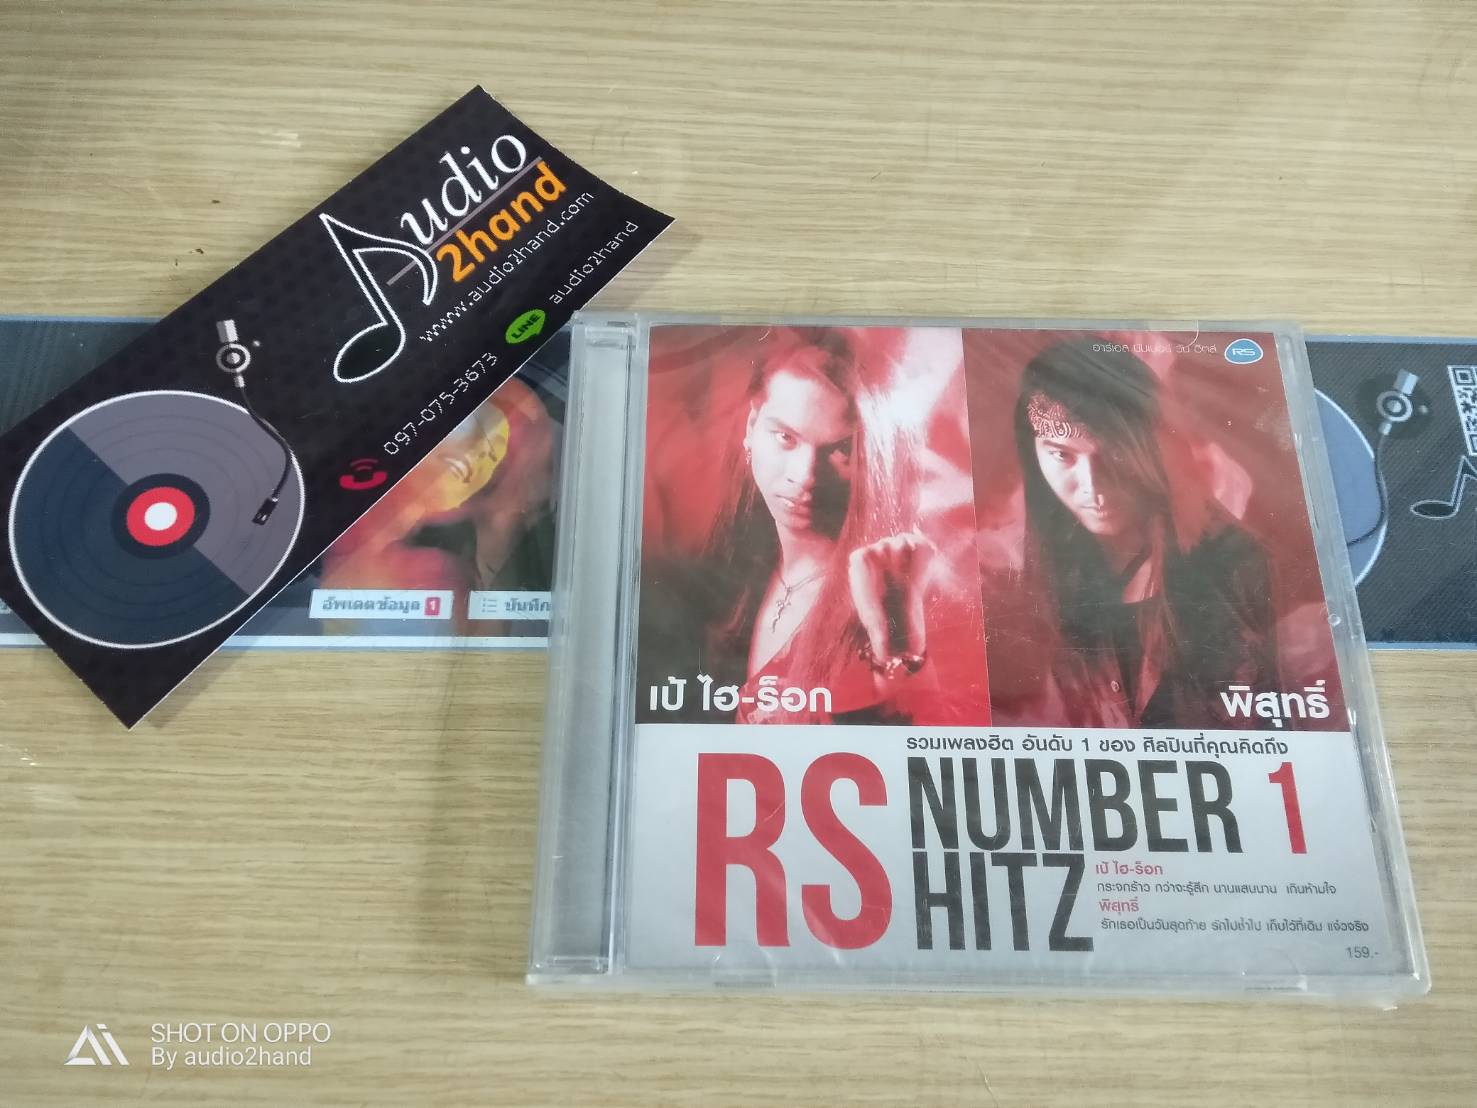 Audio
2hand
www.audio2hand.com
097-075-3673 LINE audio2hand
อัพเดตข้อมูล 1
บันทึก
อาร์เอส นัมเบอร์ วัน ฮิตส์ RS
เป้ ไฮ-ร็อก
พิสุทธิ์
รวมเพลงฮิต อันดับ 1 ของ ศิลปินที่คุณคิดถึง
RS NUMBER 1
HITZ
เป้ ไฮ-ร็อก
กระจกร้าว กว่าจะรู้สึก นานแสนนาน เกินห้ามใจ
พิสุทธิ์
รักเธอเป็นวันสุดท้าย รักไปช้ำไป เก็บไว้ที่เดิม แจ๋วจริง
159.-
SHOT ON OPPO
By audio2hand